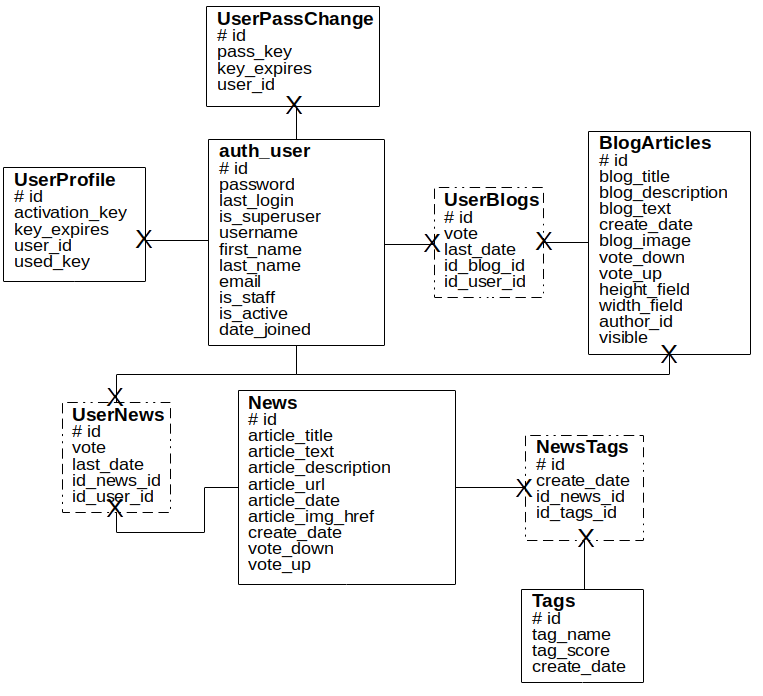 UserPassChange
# id
pass_key
key_expires
user_id
auth_user
# id
password
last_login
is_superuser
username
first_name
last_name
email
is_staff
is_active
date_joined
UserProfile
# id
activation_key
key_expires
user_id
used_key
UserBlogs
# id
vote
last_date
id_blog_id
id_user_id
BlogArticles
# id
blog_title
blog_description
blog_text
create_date
blog_image
vote_down
vote_up
height_field
width_field
author_id
visible
UserNews
# id
vote
last_date
id_news_id
id_user_id
News
# id
article_title
article_text
article_description
article_url
article_date
article_img_href
create_date
vote_down
vote_up
NewsTags
# id
create_date
id_news_id
id_tags_id
Tags
# id
tag_name
tag_score
create_date